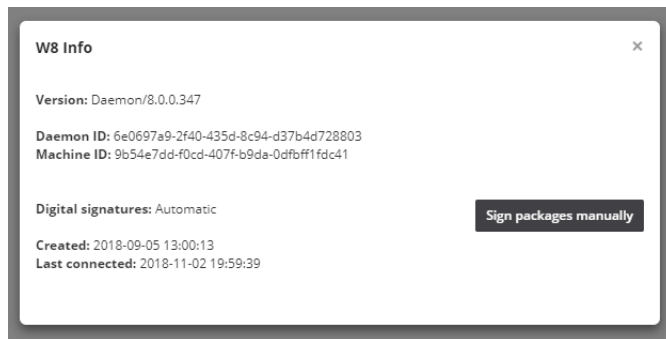 W8 Info
×
Version: Daemon/8.0.0.347
Daemon ID: 6e0697a9-2f40-435d-8c94-d37b4d728803
Machine ID: 9b54e7dd-f0cd-407f-b9da-0dfbff1fdc41
Digital signatures: Automatic
Sign packages manually
Created: 2018-09-05 13:00:13
Last connected: 2018-11-02 19:59:39